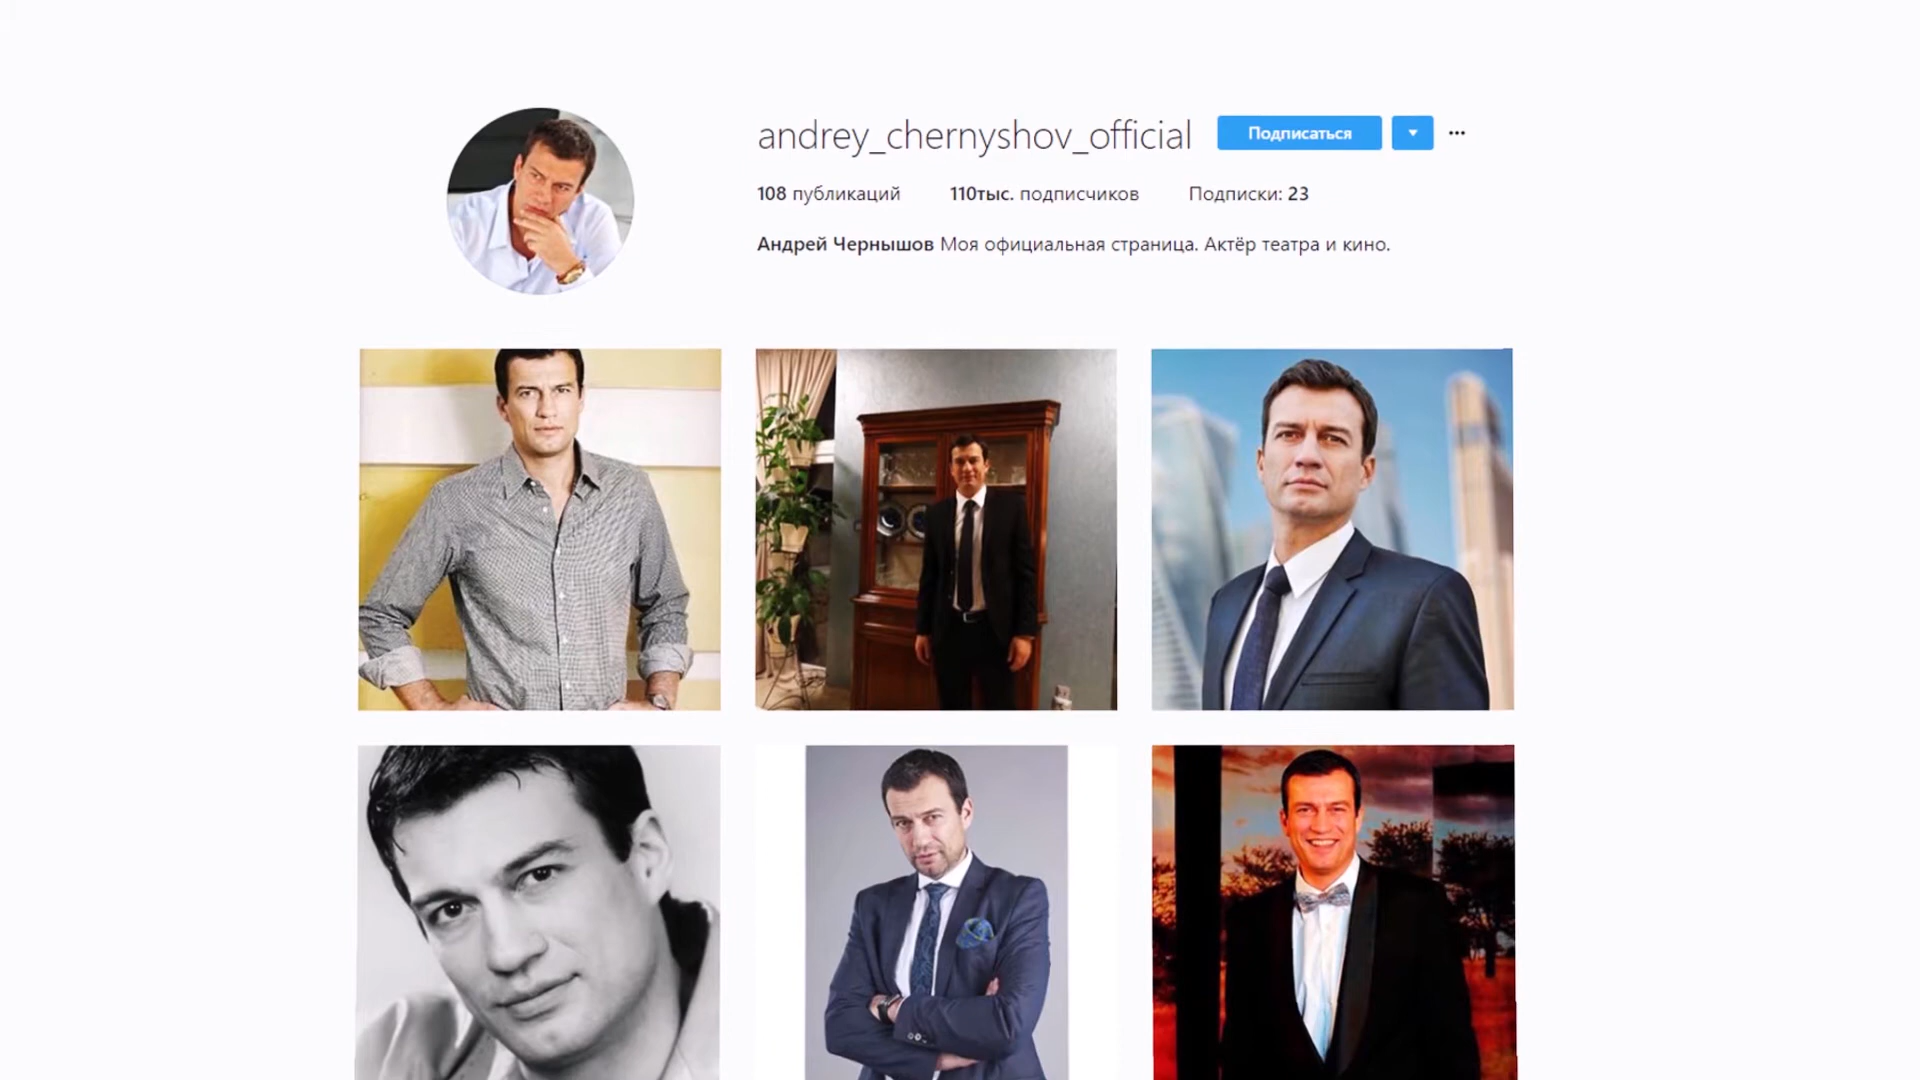 andrey_chernyshov_official Подписаться ...
108 публикаций 110тыс. подписчиков Подписки: 23
Андрей Чернышов Моя официальная страница. Актёр театра и кино.